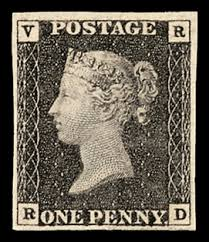 V POSTAGE R
R ONE PENNY D